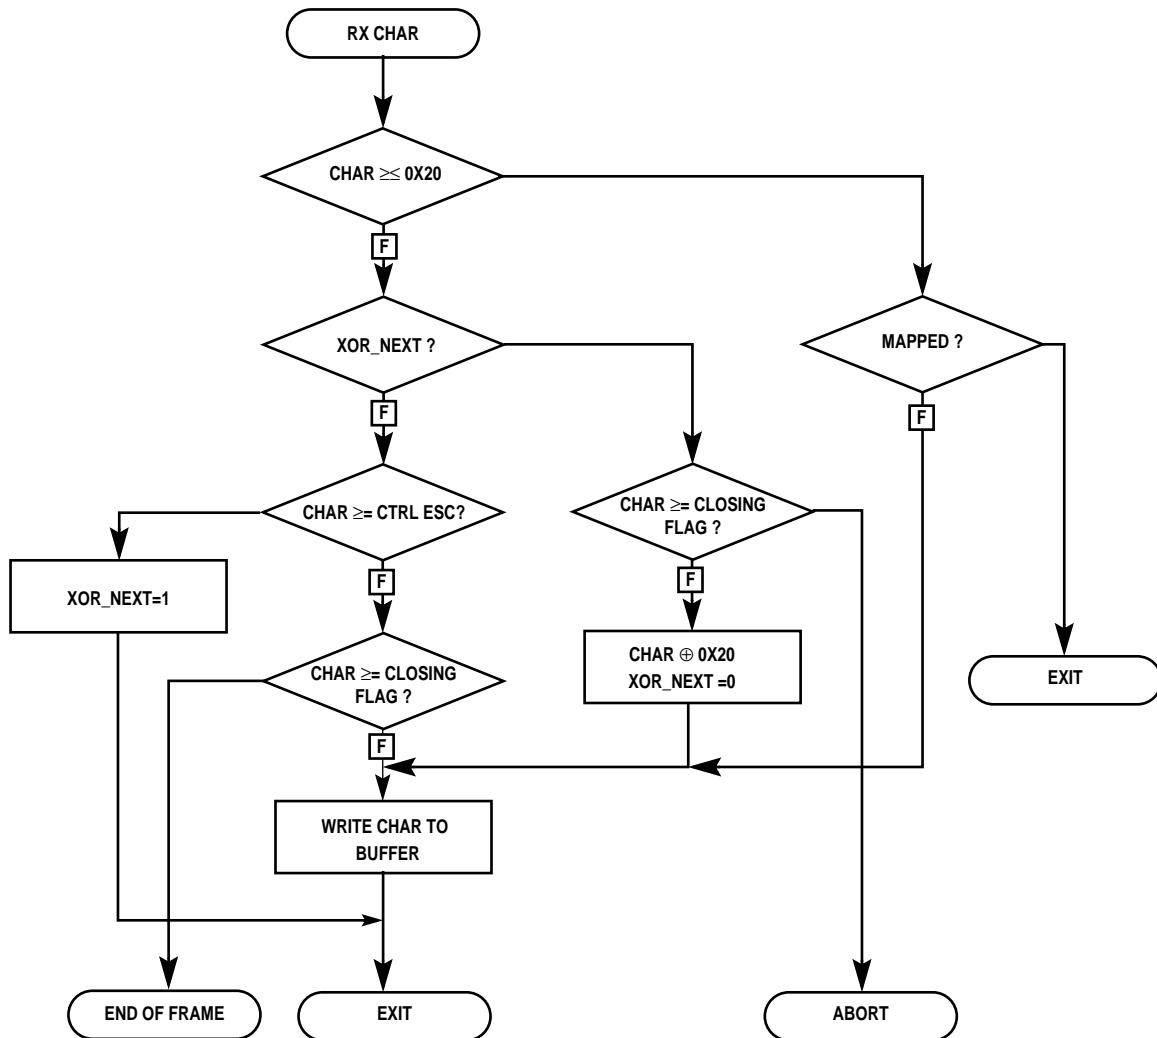 RX CHAR
CHAR ≥≤ 0X20
F
XOR_NEXT ?
MAPPED ?
F
F
CHAR ≥= CTRL ESC?
CHAR ≥= CLOSING
FLAG ?
F
F
XOR_NEXT=1
CHAR ⊕ 0X20
XOR_NEXT =0
CHAR ≥= CLOSING
FLAG ?
EXIT
F
WRITE CHAR TO
BUFFER
END OF FRAME
EXIT
ABORT